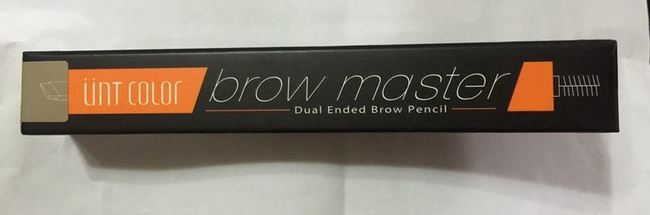 ÜNT COLOR brow master
Dual Ended Brow Pencil